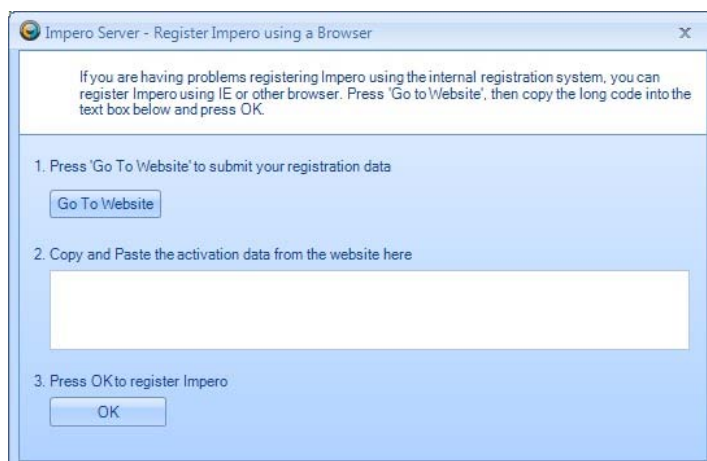 Impero Server - Register Impero using a Browser
x
If you are having problems registering Impero using the internal registration system, you can
register Impero using IE or other browser. Press 'Go to Website', then copy the long code into the
text box below and press OK.
1. Press 'Go To Website' to submit your registration data
Go To Website
2. Copy and Paste the activation data from the website here
3. Press OK to register Impero
OK